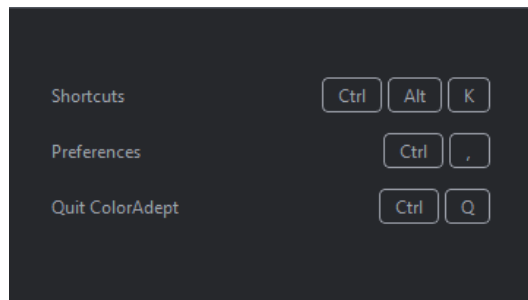 Shortcuts Ctrl Alt K
Preferences Ctrl ,
Quit ColorAdept Ctrl Q